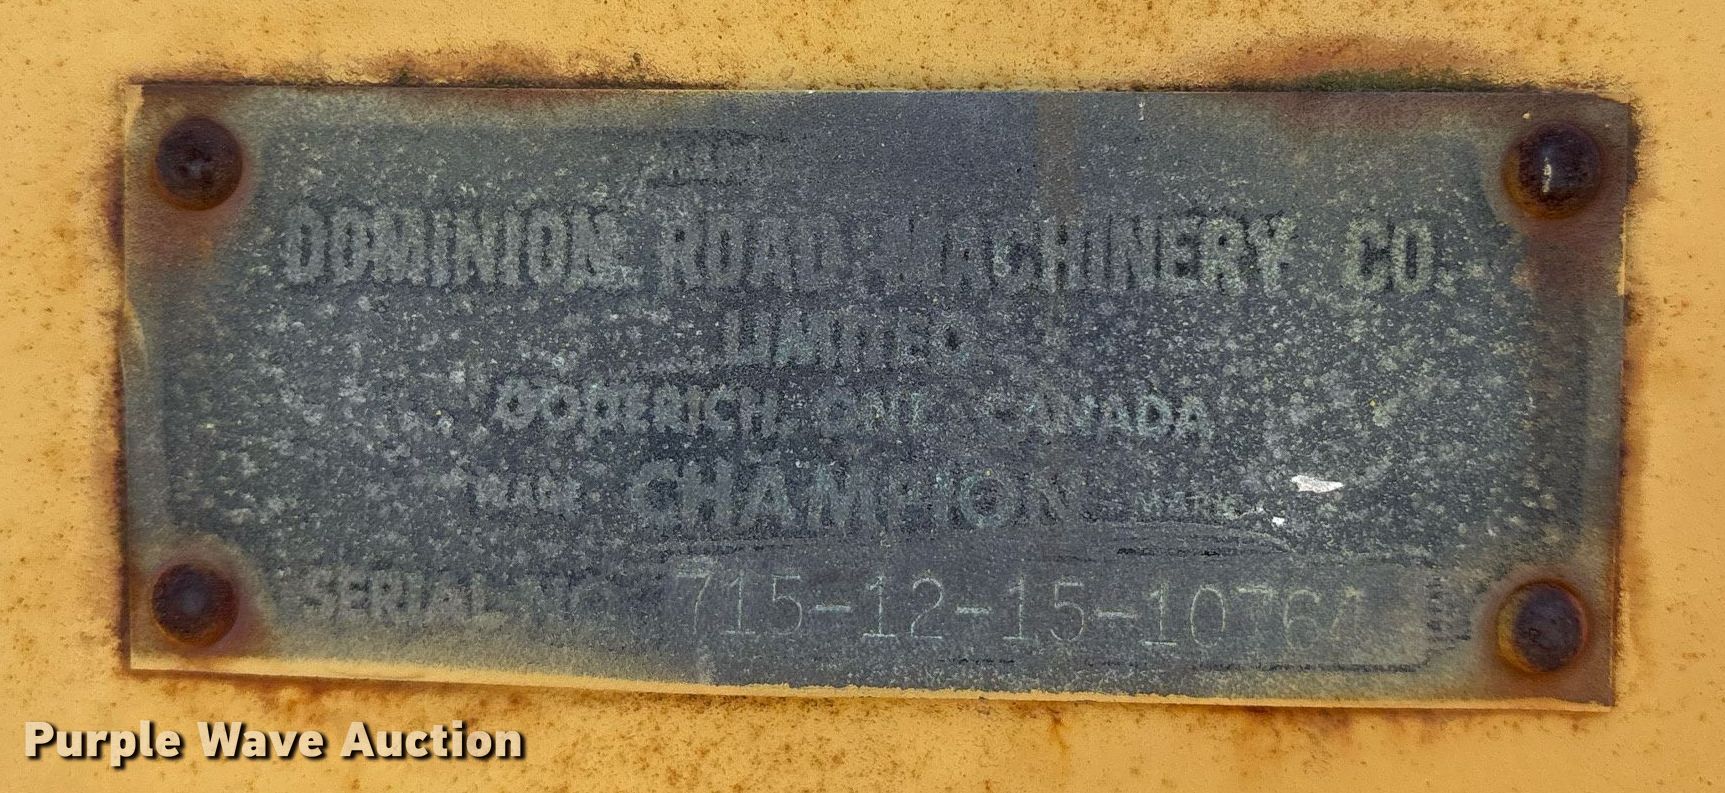 DOMINION ROAD MACHINERY CO.
LIMITED
GODERICH, ONT. CANADA
TRADE CHAMPION MARK
SERIAL NO. 715-12-15-10764
Purple Wave Auction